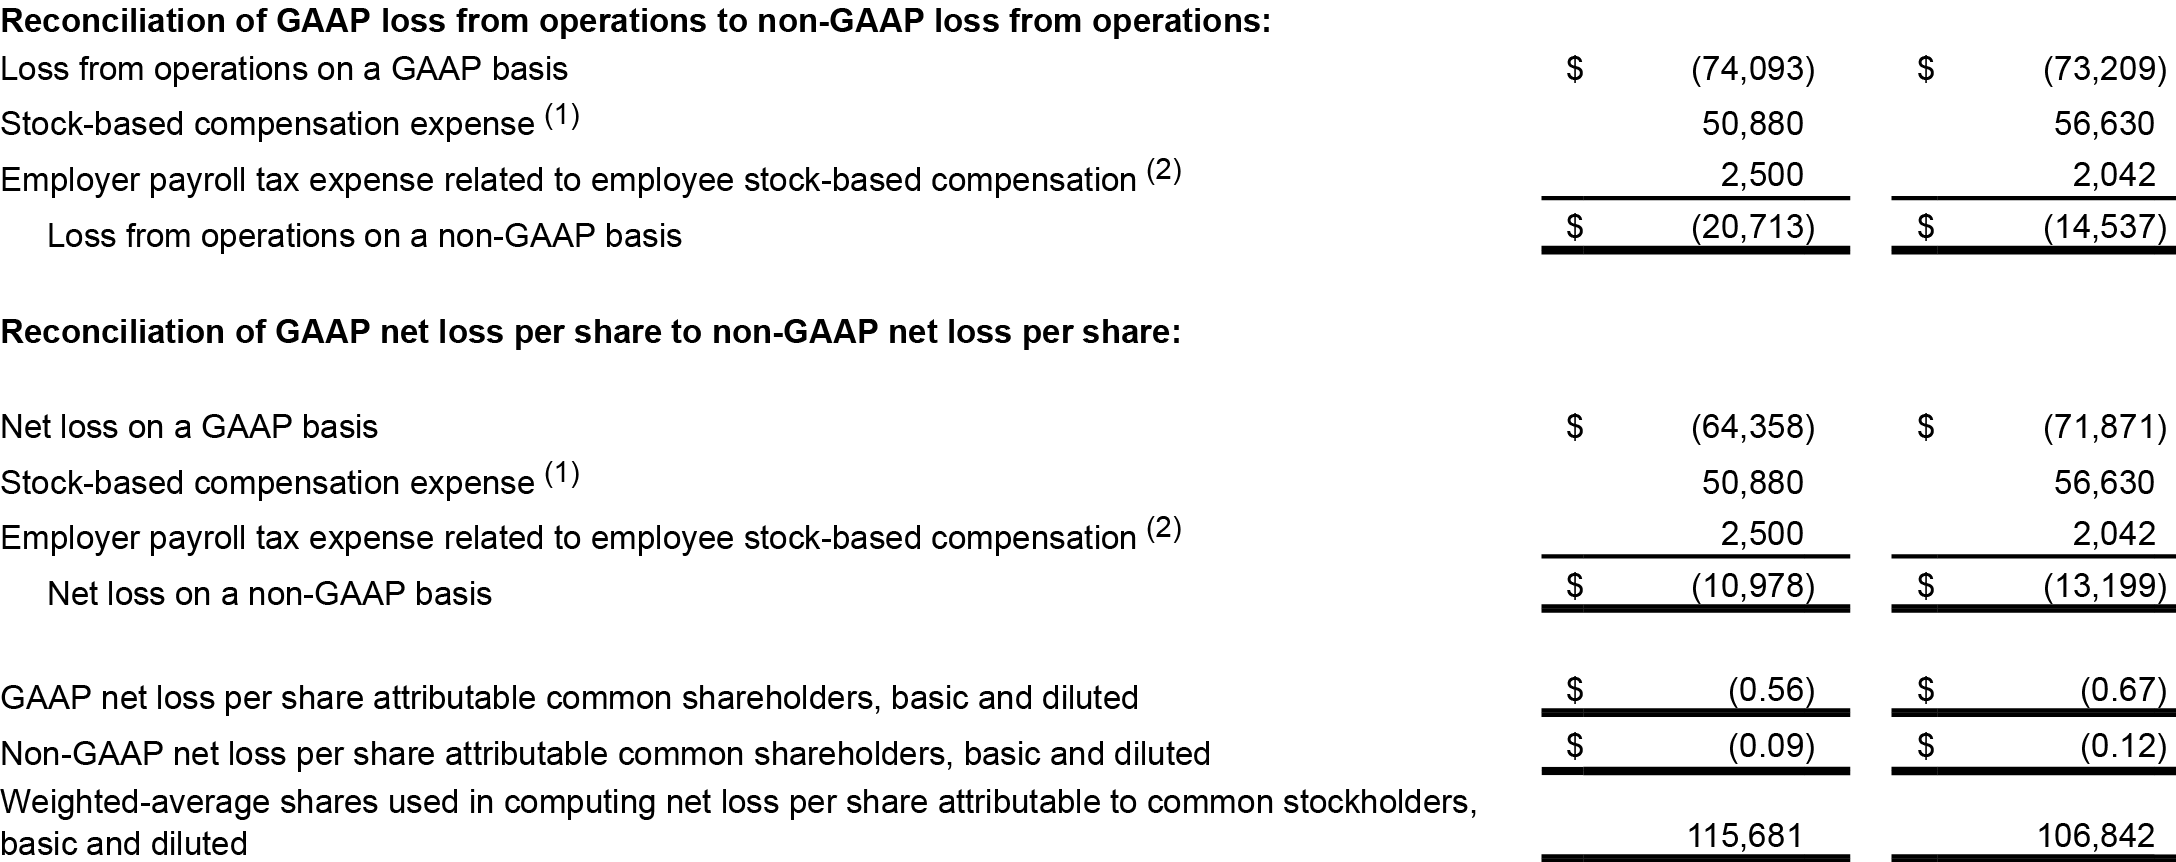 Reconciliation of GAAP loss from operations to non-GAAP loss from operations:
Loss from operations on a GAAP basis $ (74,093) $ (73,209)
Stock-based compensation expense (1) 50,880 56,630
Employer payroll tax expense related to employee stock-based compensation (2) 2,500 2,042
Loss from operations on a non-GAAP basis $ (20,713) $ (14,537)
Reconciliation of GAAP net loss per share to non-GAAP net loss per share:
Net loss on a GAAP basis $ (64,358) $ (71,871)
Stock-based compensation expense (1) 50,880 56,630
Employer payroll tax expense related to employee stock-based compensation (2) 2,500 2,042
Net loss on a non-GAAP basis $ (10,978) $ (13,199)
GAAP net loss per share attributable common shareholders, basic and diluted $ (0.56) $ (0.67)
Non-GAAP net loss per share attributable common shareholders, basic and diluted $ (0.09) $ (0.12)
Weighted-average shares used in computing net loss per share attributable to common stockholders,
basic and diluted 115,681 106,842